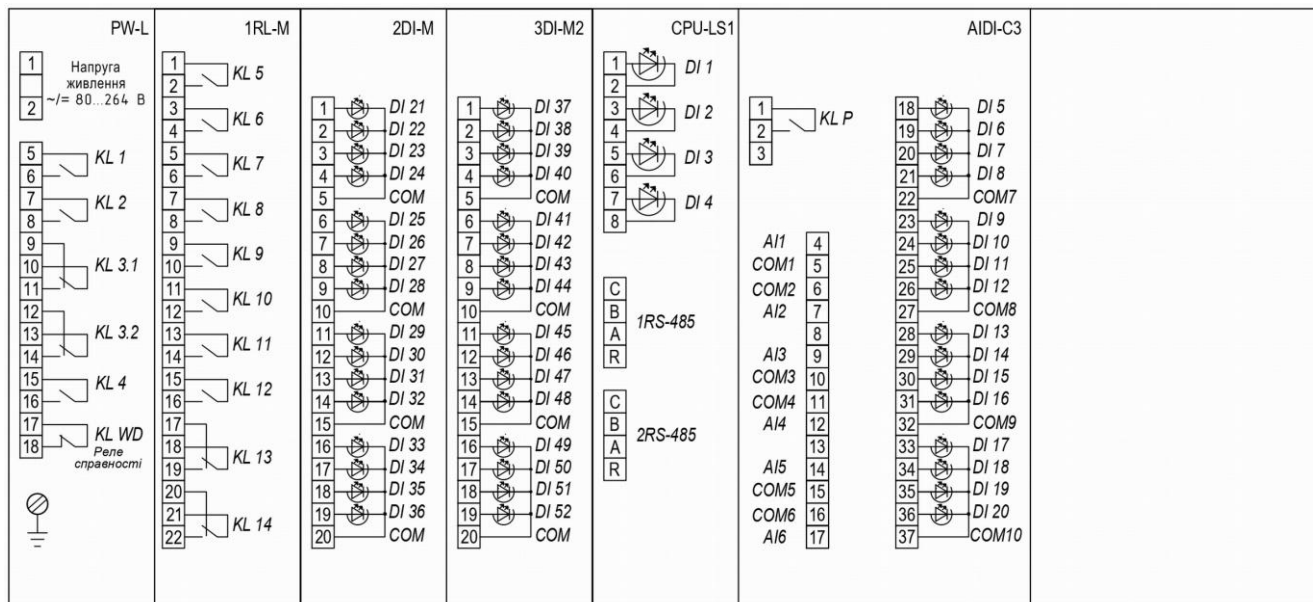 PW-L
1
Напруга
живлення
~/= 80...264 В
2
5
KL 1
6
7
KL 2
8
9
10
KL 3.1
11
12
13
KL 3.2
14
15
KL 4
16
17
KL WD
18
Реле
справності
1RL-M
1
KL 5
2
3
KL 6
4
5
KL 7
6
7
KL 8
8
9
KL 9
10
11
KL 10
12
13
KL 11
14
15
KL 12
16
17
18
KL 13
19
20
21
KL 14
22
2DI-M
1 DI 21
2 DI 22
3 DI 23
4 DI 24
5 COM
6 DI 25
7 DI 26
8 DI 27
9 DI 28
10 COM
11 DI 29
12 DI 30
13 DI 31
14 DI 32
15 COM
16 DI 33
17 DI 34
18 DI 35
19 DI 36
20 COM
3DI-M2
1 DI 37
2 DI 38
3 DI 39
4 DI 40
5 COM
6 DI 41
7 DI 42
8 DI 43
9 DI 44
10 COM
11 DI 45
12 DI 46
13 DI 47
14 DI 48
15 COM
16 DI 49
17 DI 50
18 DI 51
19 DI 52
20 COM
CPU-LS1
1
DI 1
2
3
DI 2
4
5
DI 3
6
7
DI 4
8
C
B
1RS-485
A
R
C
B
2RS-485
A
R
AIDI-C3
1
KL P
2
3
AI1 4
COM1 5
COM2 6
AI2 7
8
AI3 9
COM3 10
COM4 11
AI4 12
13
AI5 14
COM5 15
COM6 16
AI6 17
18 DI 5
19 DI 6
20 DI 7
21 DI 8
22 COM7
23 DI 9
24 DI 10
25 DI 11
26 DI 12
27 COM8
28 DI 13
29 DI 14
30 DI 15
31 DI 16
32 COM9
33 DI 17
34 DI 18
35 DI 19
36 DI 20
37 COM10